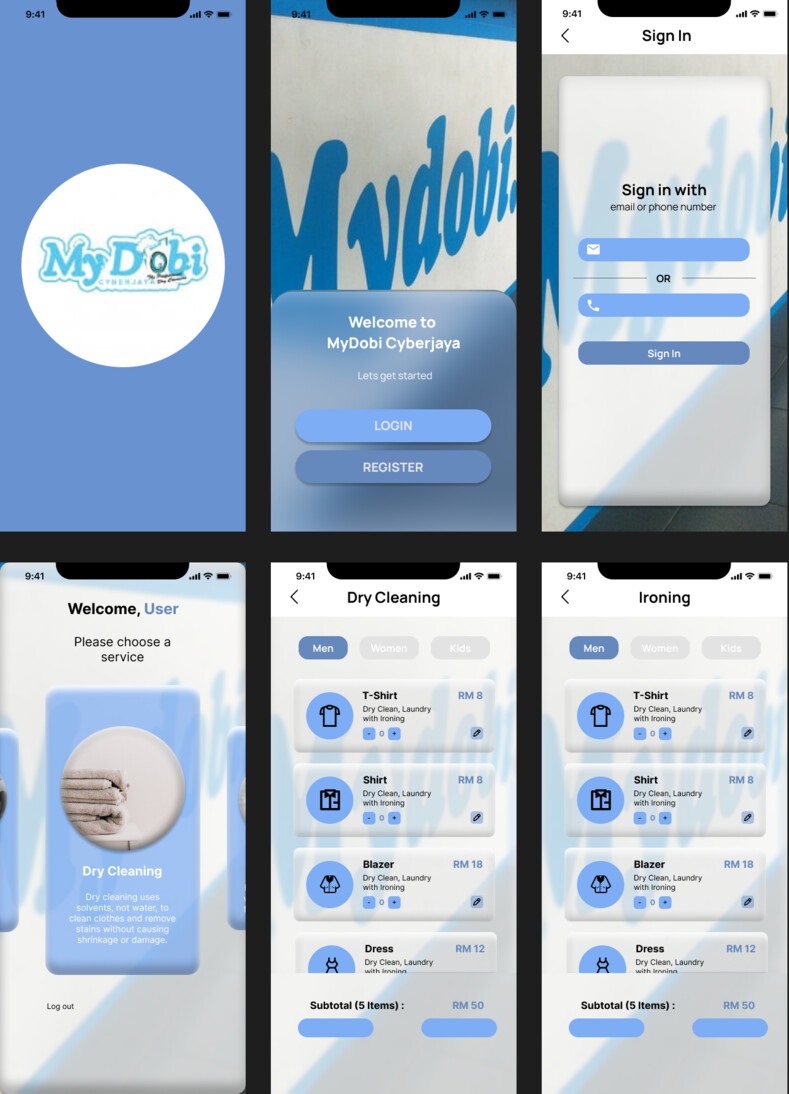 9:41
My Dobi
CYBERJAYA
9:41
Mydobi
Welcome to
MyDobi Cyberjaya
Lets get started
LOGIN
REGISTER
9:41
Sign In
Sign in with
email or phone number
OR
Sign In
9:41
Welcome, User
Please choose a
service
Dry Cleaning
Dry cleaning uses
solvents, not water, to
clean clothes and remove
stains without causing
shrinkage or damage.
Log out
9:41
Dry Cleaning
Men Women Kids
T-Shirt RM 8
Dry Clean, Laundry
with Ironing
- 0 +
Shirt RM 8
Dry Clean, Laundry
with Ironing
- 0 +
Blazer RM 18
Dry Clean, Laundry
with Ironing
- 0 +
Dress RM 12
Dry Clean, Laundry
with Ironing
Subtotal (5 Items) : RM 50
9:41
Ironing
Men Women Kids
T-Shirt RM 8
Dry Clean, Laundry
with Ironing
- 0 +
Shirt RM 8
Dry Clean, Laundry
with Ironing
- 0 +
Blazer RM 18
Dry Clean, Laundry
with Ironing
- 0 +
Dress RM 12
Dry Clean, Laundry
with Ironing
Subtotal (5 Items) : RM 50